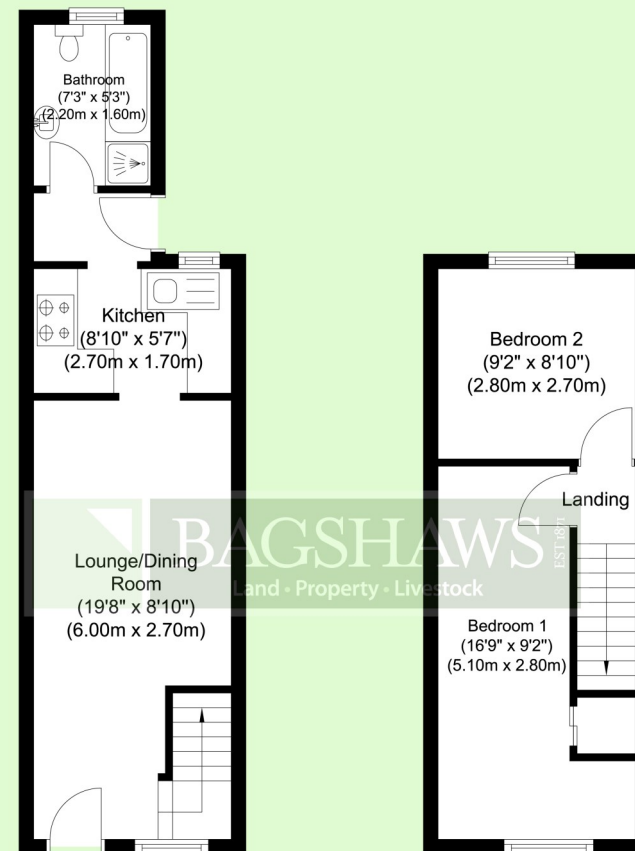 Bathroom
(7'3" x 5'3")
(2.20m x 1.60m)
Kitchen
(8'10" x 5'7")
(2.70m x 1.70m)
Lounge/Dining
Room
(19'8" x 8'10")
(6.00m x 2.70m)
Bedroom 2
(9'2" x 8'10")
(2.80m x 2.70m)
Landing
Bedroom 1
(16'9" x 9'2")
(5.10m x 2.80m)
BAGSHAWS
EST 1871
Land · Property · Livestock